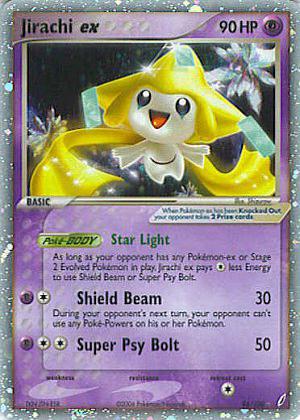 Jirachi ex
90 HP
BASIC
Illus. Shizurow
When Pokémon-ex has been Knocked Out,
your opponent takes 2 Prize cards.
Poké-BODY Star Light
As long as your opponent has any Pokémon-ex or Stage
2 Evolved Pokémon in play, Jirachi ex pays less Energy
to use Shield Beam or Super Psy Bolt.
Shield Beam 30
During your opponent's next turn, your opponent can't
use any Poké-Powers on his or her Pokémon.
Super Psy Bolt 50
weakness resistance retreat cost